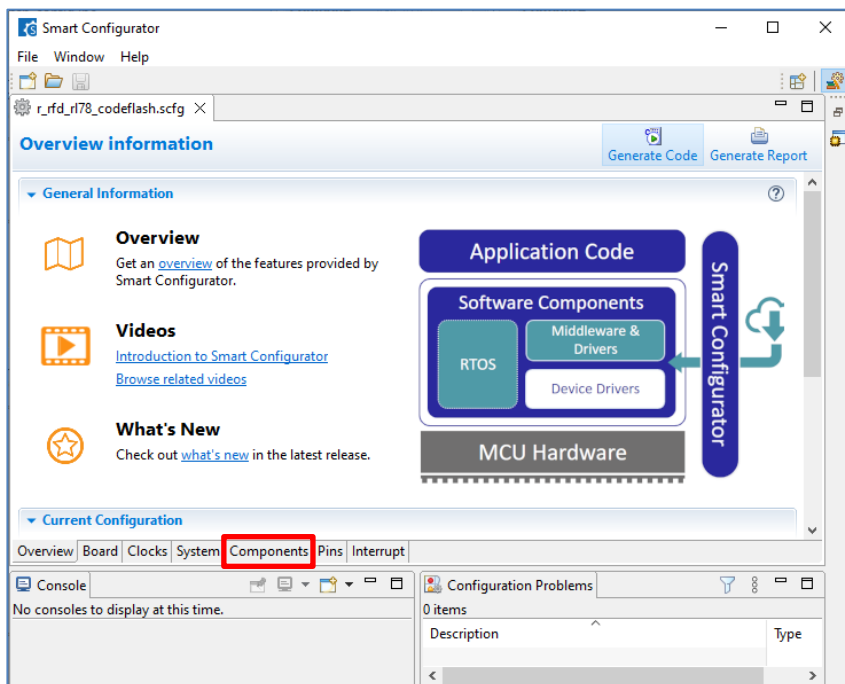 Smart Configurator
File Window Help
r_rfd_rl78_codeflash.scfg
Overview information
Generate Code Generate Report
General Information
Overview
Get an overview of the features provided by
Smart Configurator.
Videos
Introduction to Smart Configurator
Browse related videos
What's New
Check out what's new in the latest release.
Application Code
Software Components
RTOS
Middleware &
Drivers
Device Drivers
MCU Hardware
Smart Configurator
Current Configuration
Overview Board Clocks System Components Pins Interrupt
Console
No consoles to display at this time.
Configuration Problems
0 items
Description Type